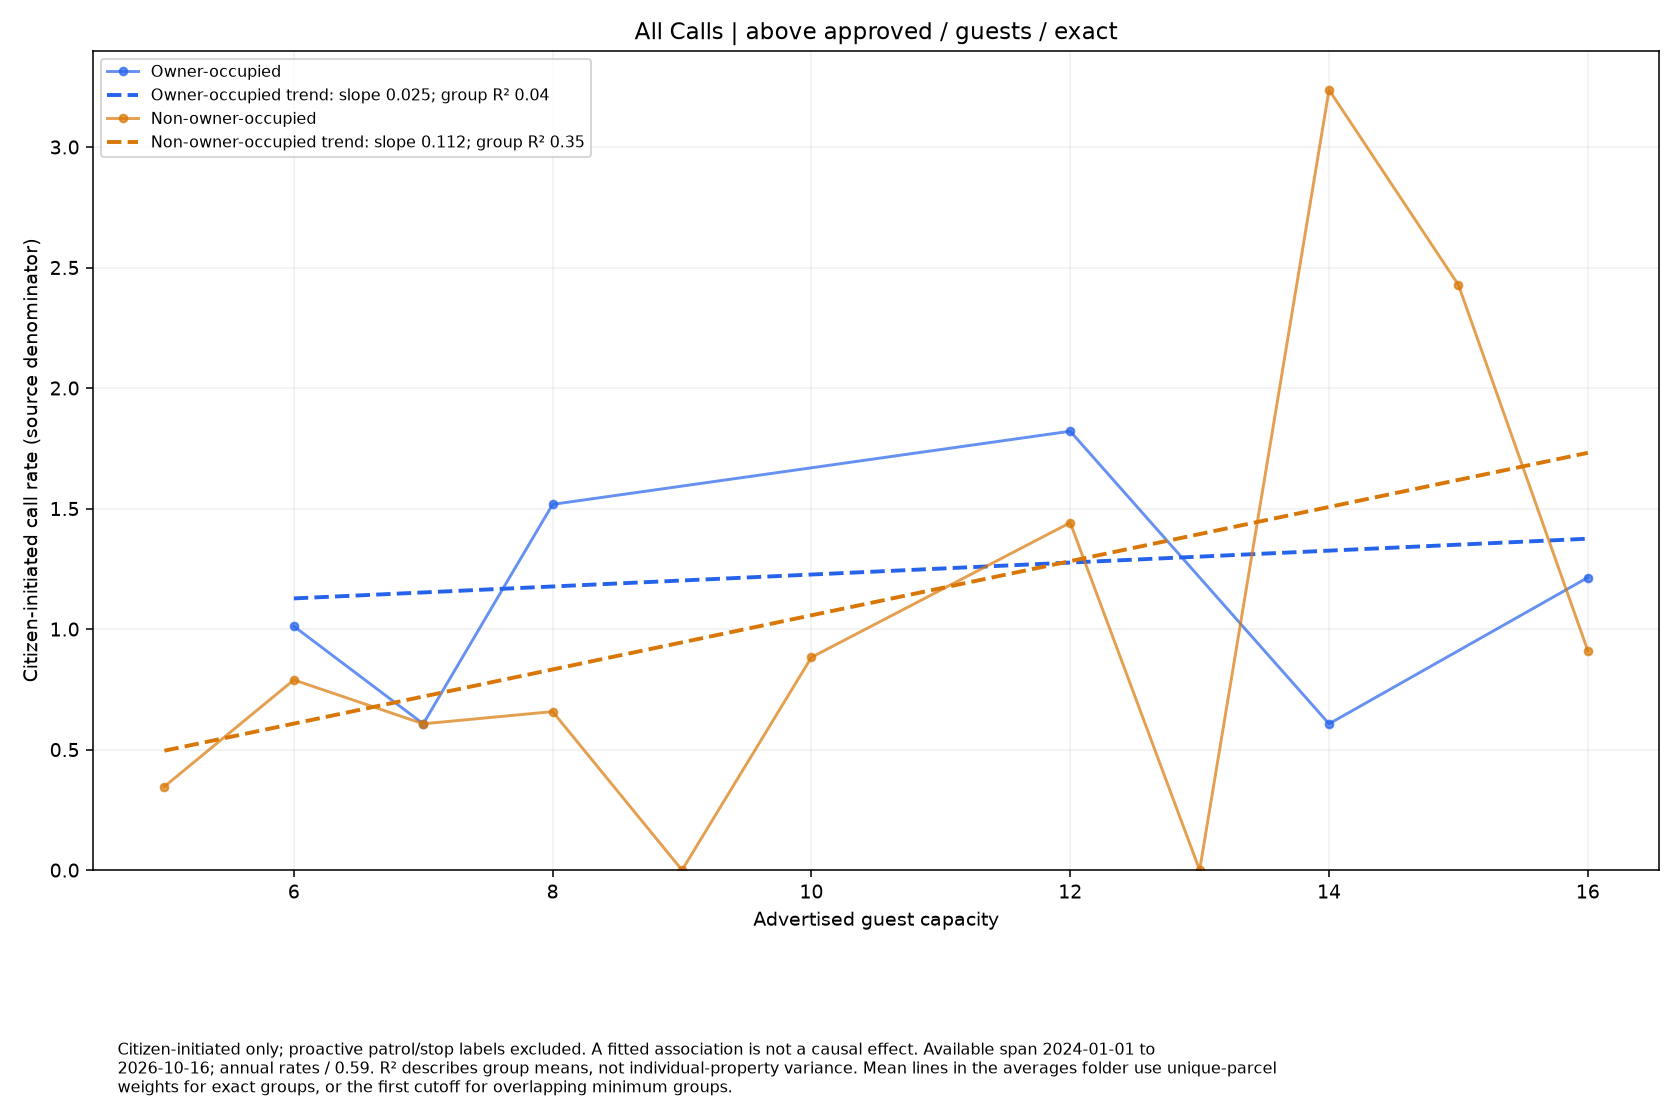 All Calls | above approved / guests / exact
Owner-occupied
Owner-occupied trend: slope 0.025; group R² 0.04
Non-owner-occupied
Non-owner-occupied trend: slope 0.112; group R² 0.35
Citizen-initiated call rate (source denominator)
3.0
2.5
2.0
1.5
1.0
0.5
0.0
6 8 10 12 14 16
Advertised guest capacity
Citizen-initiated only; proactive patrol/stop labels excluded. A fitted association is not a causal effect. Available span 2024-01-01 to
2026-10-16; annual rates / 0.59. R² describes group means, not individual-property variance. Mean lines in the averages folder use unique-parcel
weights for exact groups, or the first cutoff for overlapping minimum groups.